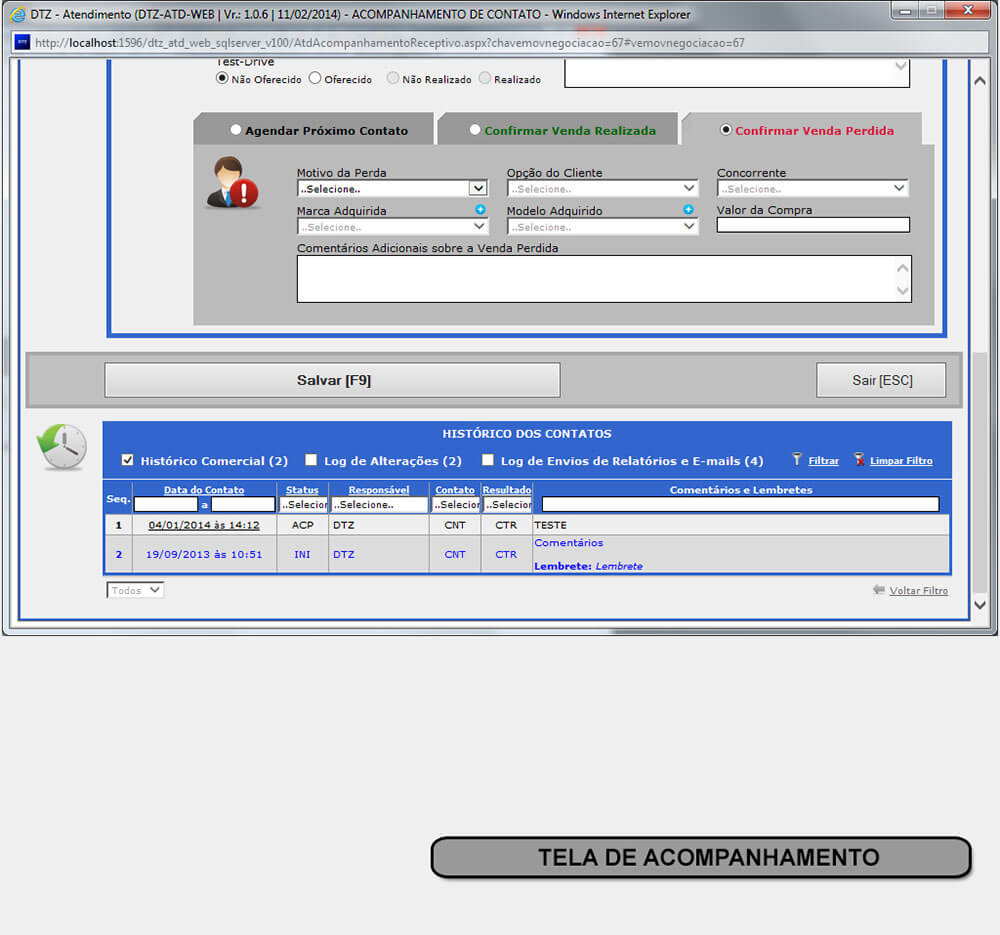 DTZ - Atendimento (DTZ-ATD-WEB | Vr.: 1.0.6 | 11/02/2014) - ACOMPANHAMENTO DE CONTATO - Windows Internet Explorer
http://localhost:1596/dtz_atd_web_sqlserver_v100/AtdAcompanhamentoReceptivo.aspx?chavemovnegociacao=67#vemovnegociacao=67
Test-Drive
Não Oferecido Oferecido Não Realizado Realizado
Agendar Próximo Contato Confirmar Venda Realizada Confirmar Venda Perdida
Motivo da Perda Opção do Cliente Concorrente
..Selecione.. ..Selecione.. ..Selecione..
Marca Adquirida Modelo Adquirido Valor da Compra
..Selecione.. ..Selecione..
Comentários Adicionais sobre a Venda Perdida
Salvar [F9] Sair [ESC]
HISTÓRICO DOS CONTATOS
Histórico Comercial (2) Log de Alterações (2) Log de Envios de Relatórios e E-mails (4) Filtrar Limpar Filtro
Seq. Data do Contato Status Responsável Contato Resultado Comentários e Lembretes
a ..Selecior ..Selecione.. ..Selecior ..Selecior
1 04/01/2014 às 14:12 ACP DTZ CNT CTR TESTE
2 19/09/2013 às 10:51 INI DTZ CNT CTR Comentários
Lembrete: Lembrete
Todos Voltar Filtro
TELA DE ACOMPANHAMENTO